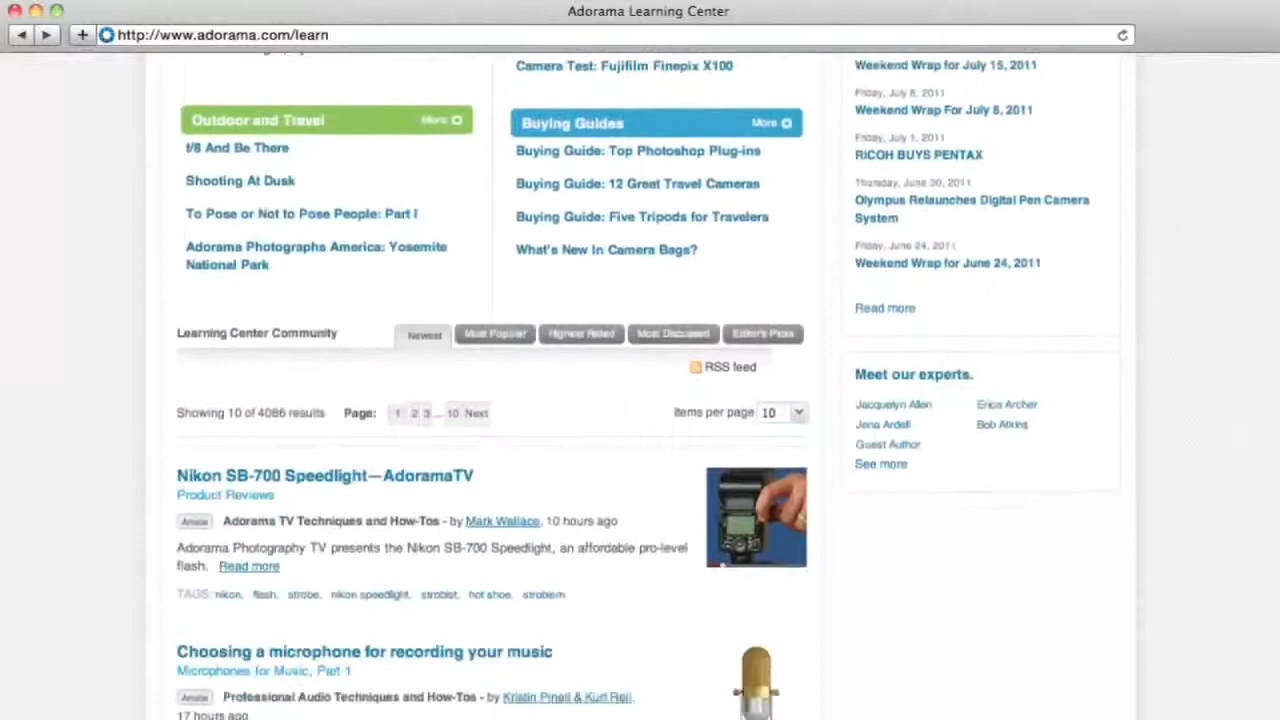 Adorama Learning Center
http://www.adorama.com/learn
Camera Test: Fujifilm Finepix X100
Outdoor and Travel More
f/8 And Be There
Shooting At Dusk
To Pose or Not to Pose People: Part I
Adorama Photographs America: Yosemite
National Park
Buying Guides More
Buying Guide: Top Photoshop Plug-ins
Buying Guide: 12 Great Travel Cameras
Buying Guide: Five Tripods for Travelers
What's New In Camera Bags?
Weekend Wrap for July 15, 2011
Friday, July 8, 2011
Weekend Wrap For July 8, 2011
Friday, July 1, 2011
RICOH BUYS PENTAX
Thursday, June 30, 2011
Olympus Relaunches Digital Pen Camera
System
Friday, June 24, 2011
Weekend Wrap for June 24, 2011
Read more
Meet our experts.
Jacquelyn Allen Erica Archer
Jena Ardell Bob Atkins
Guest Author
See more
Learning Center Community Newest Most Popular Highest Rated Most Discussed Editor's Picks
RSS feed
Showing 10 of 4086 results Page: 1 2 3 ... 10 Next Items per page 10
Nikon SB-700 Speedlight—AdoramaTV
Product Reviews
Article Adorama TV Techniques and How-Tos - by Mark Wallace, 10 hours ago
Adorama Photography TV presents the Nikon SB-700 Speedlight, an affordable pro-level
flash. Read more
TAGS: nikon, flash, strobe, nikon speedlight, strobist, hot shoe, strobism
Choosing a microphone for recording your music
Microphones for Music, Part 1
Article Professional Audio Techniques and How-Tos - by Kristin Pinell & Kurt Reil,
17 hours ago